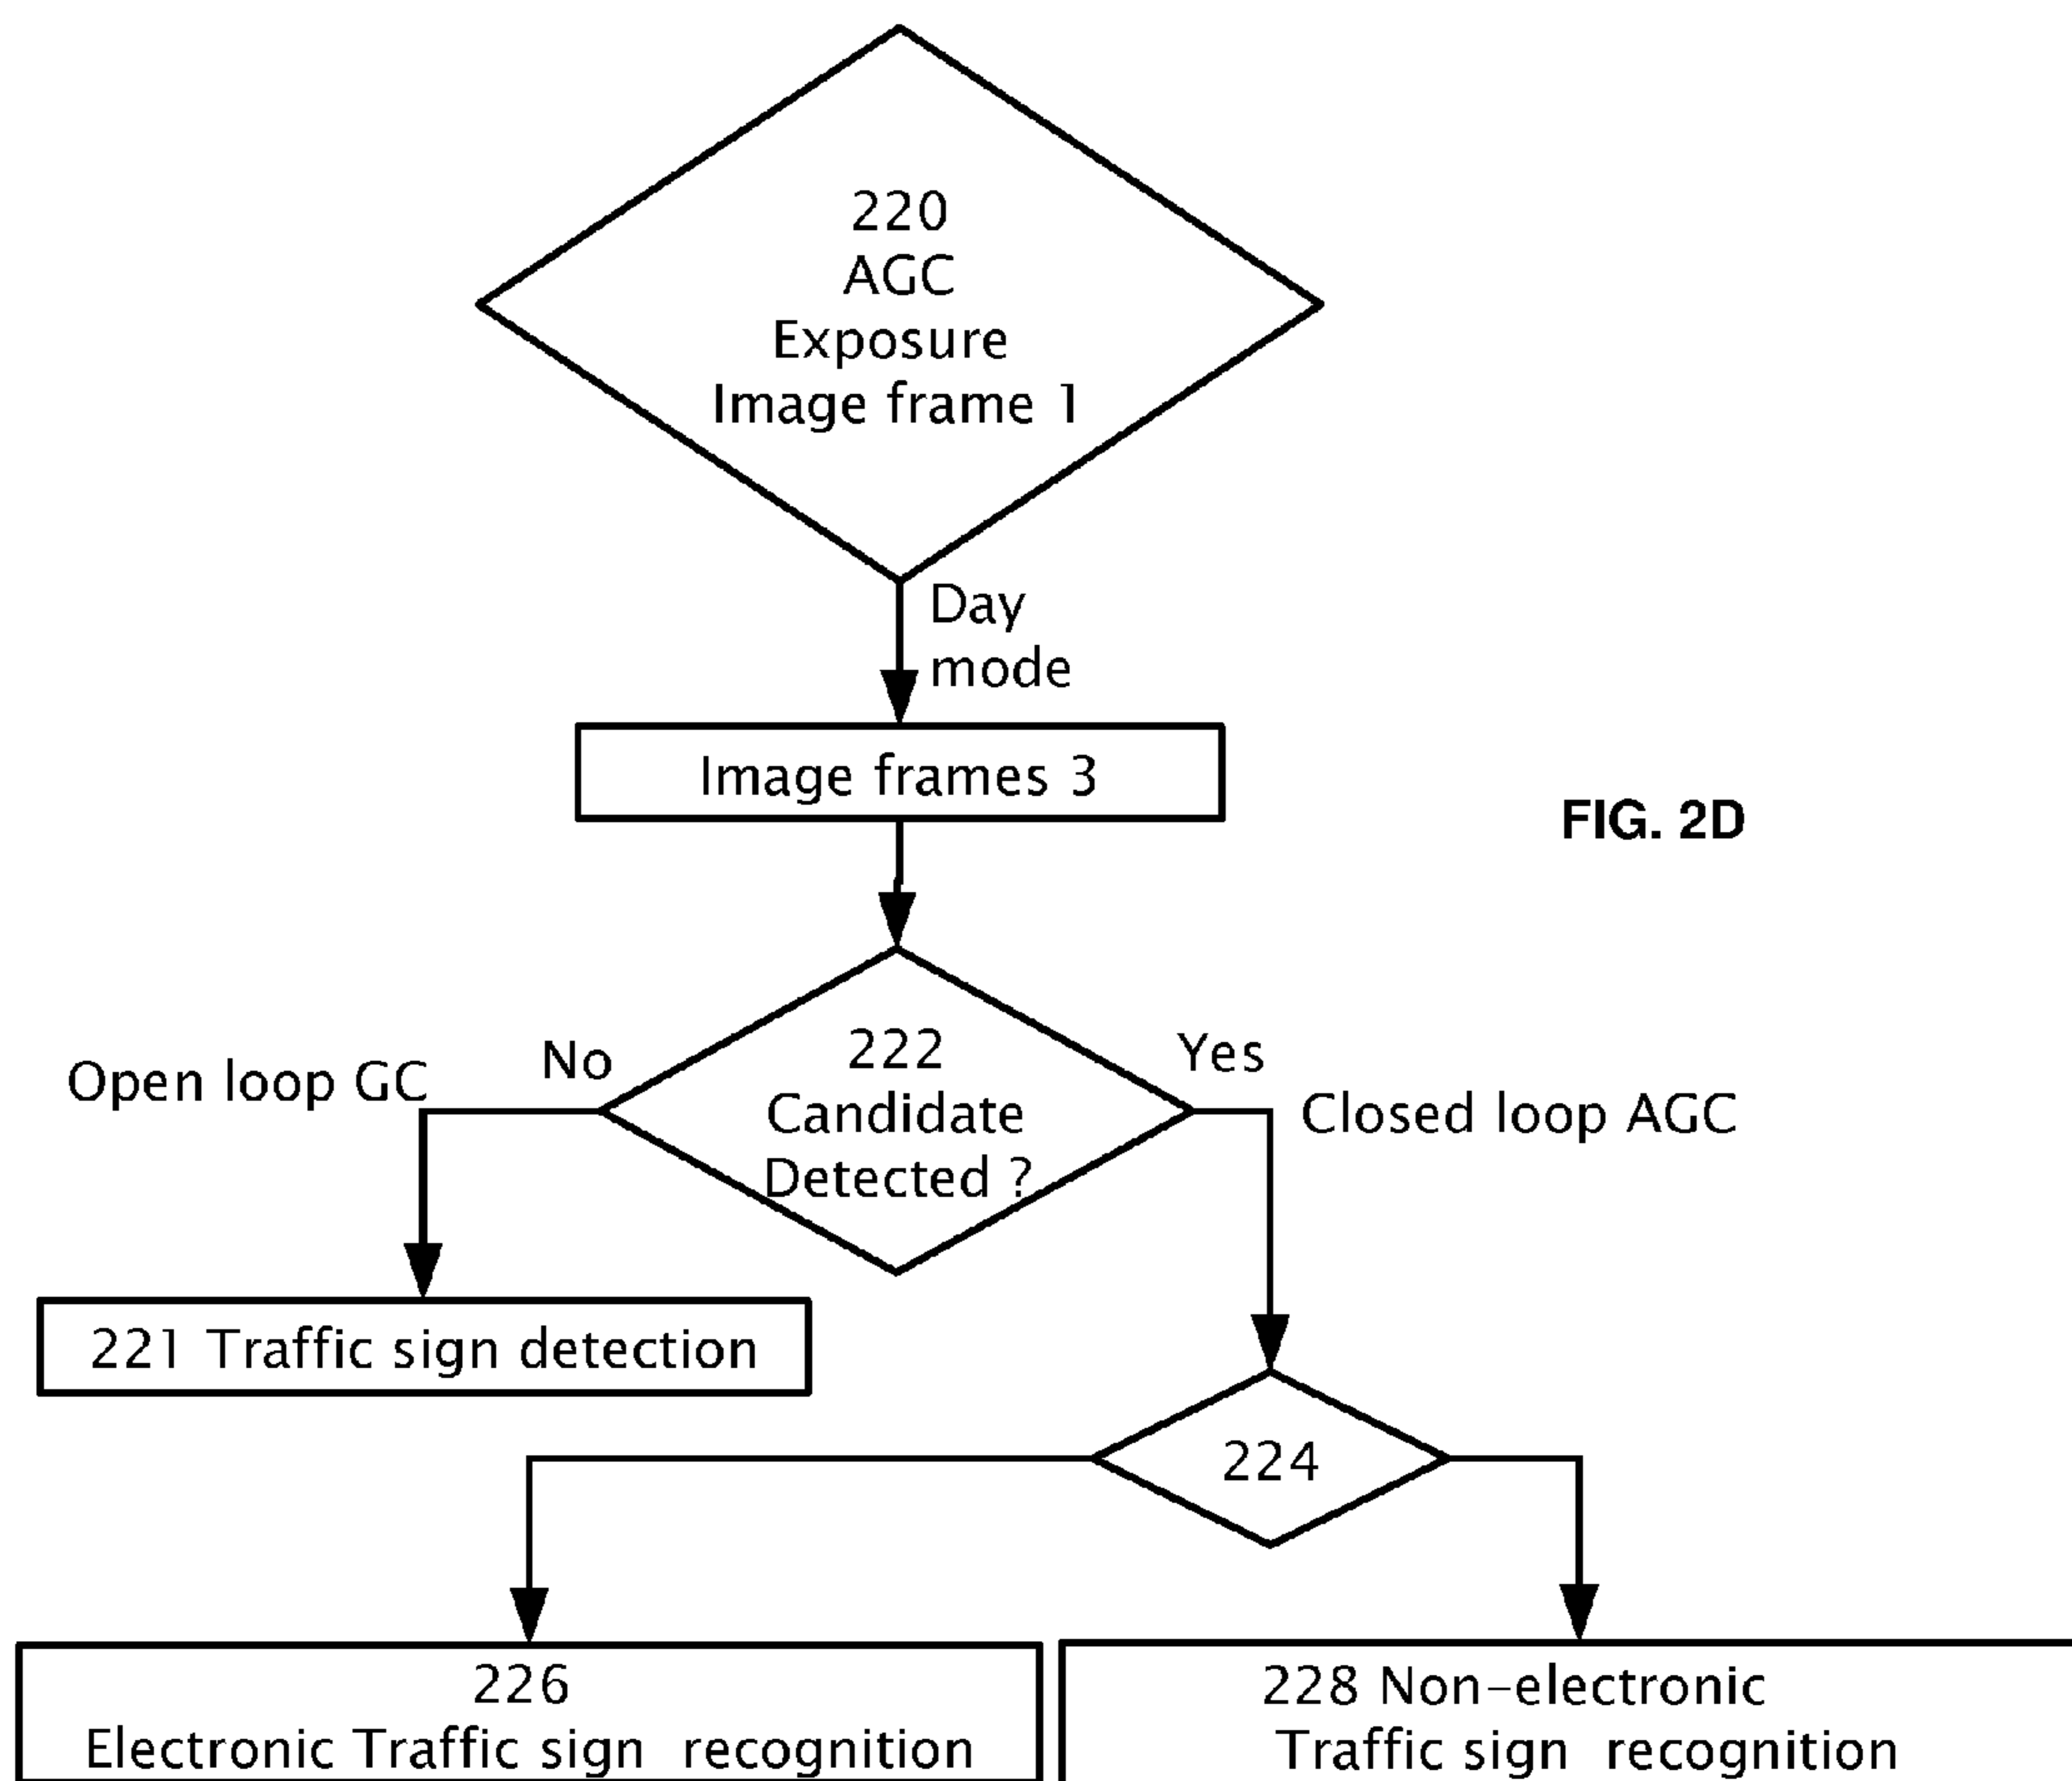 220
AGC
Exposure
Image frame 1
Day
mode
Image frames 3
FIG. 2D
Open loop GC
No
222
Candidate
Detected ?
Yes
Closed loop AGC
221 Traffic sign detection
224
226
Electronic Traffic sign recognition
228 Non-electronic
Traffic sign recognition